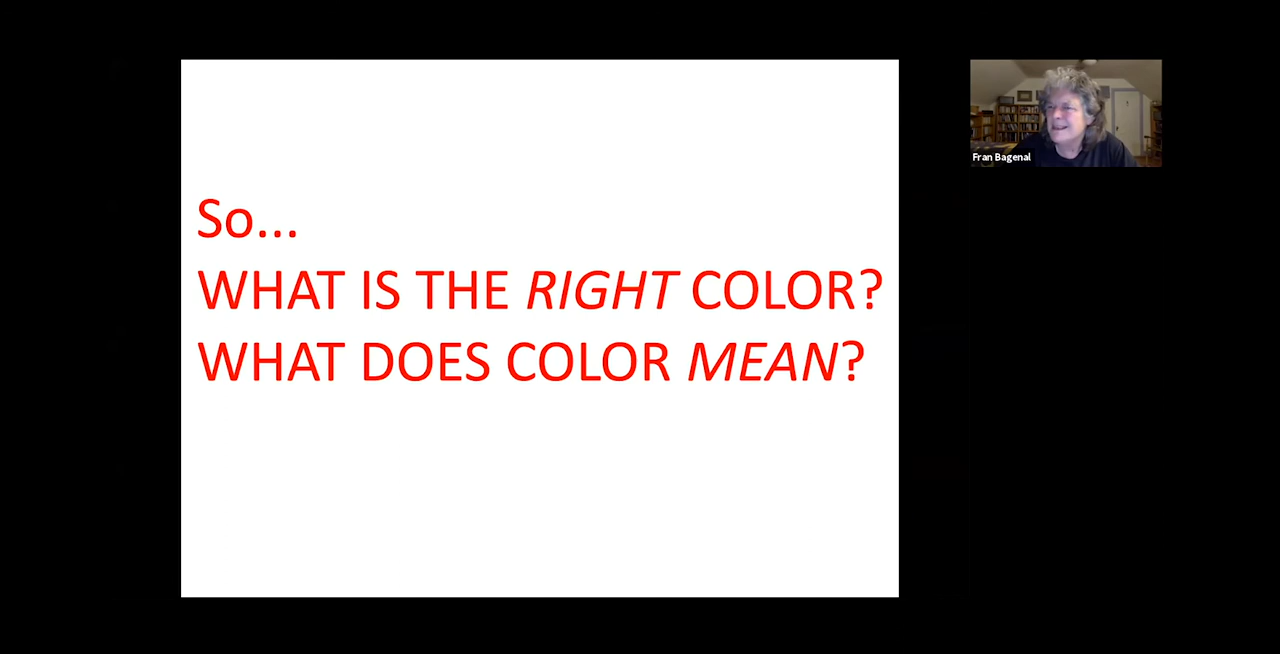 So...
WHAT IS THE RIGHT COLOR?
WHAT DOES COLOR MEAN?
Fran Bagenal